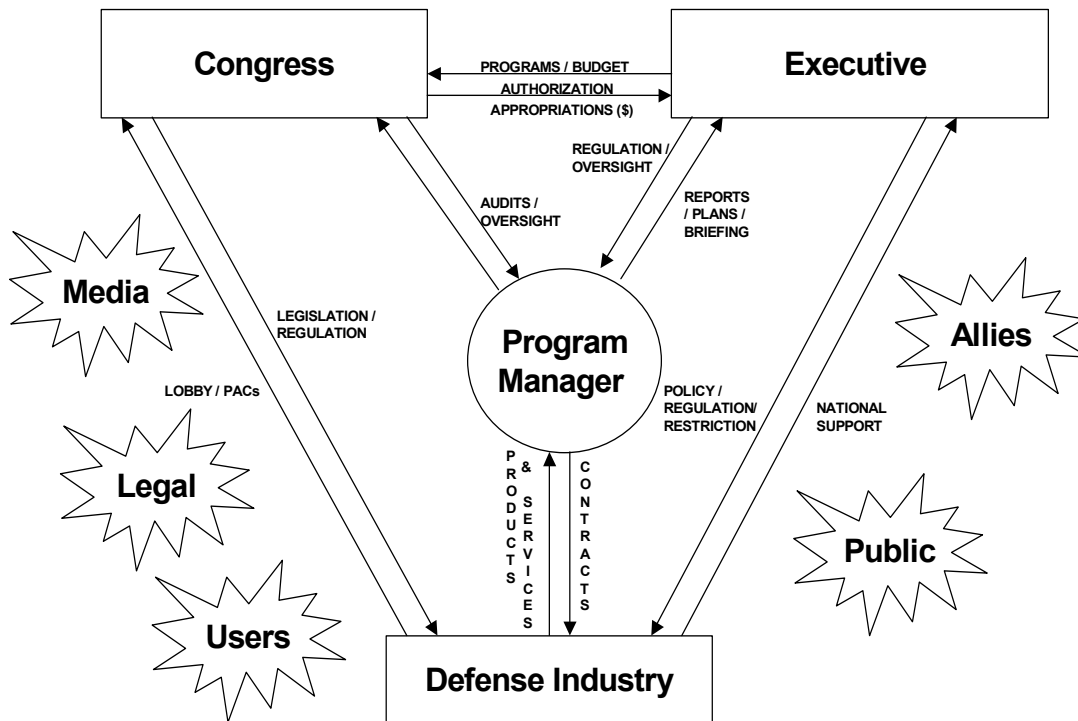 Congress
Executive
PROGRAMS / BUDGET
AUTHORIZATION
APPROPRIATIONS ($)
REGULATION /
OVERSIGHT
AUDITS /
OVERSIGHT
REPORTS
/ PLANS /
BRIEFING
Media
Allies
LEGISLATION /
REGULATION
Program
Manager
LOBBY / PACs
POLICY /
REGULATION/
RESTRICTION
NATIONAL
SUPPORT
Legal
PRODUCTS
& SERVICES
CONTRACTS
Public
Users
Defense Industry